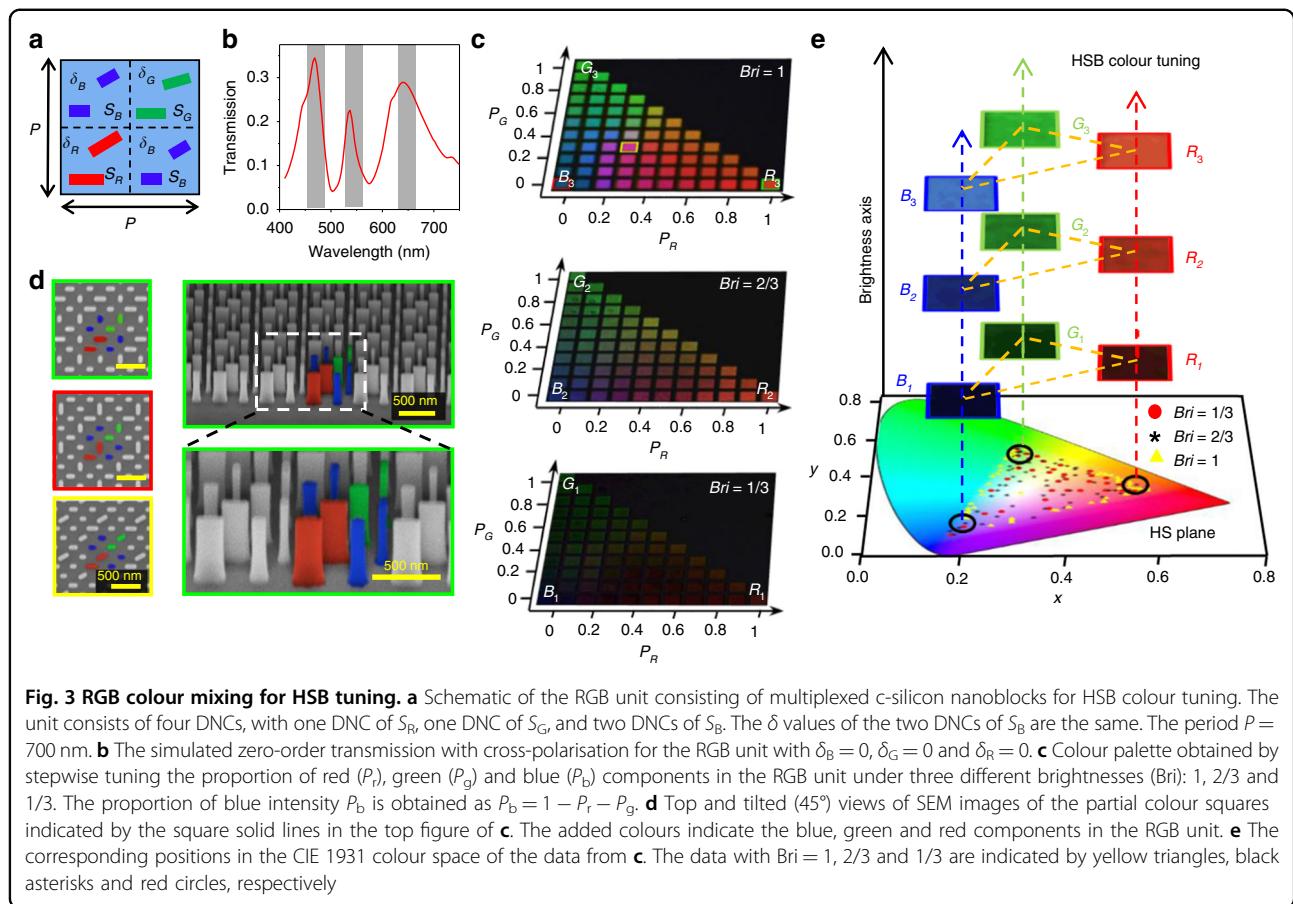 a
P
δB
δG
SB
SG
δR
δB
SR
SB
P
b
Transmission
0.3
0.2
0.1
0.0
400 500 600 700
Wavelength (nm)
c
PG
1
0.8
0.6
0.4
0.2
0
G3
Bri = 1
B3
R3
0 0.2 0.4 0.6 0.8 1
PR
PG
1
0.8
0.6
0.4
0.2
0
G2
Bri = 2/3
B2
R2
0 0.2 0.4 0.6 0.8 1
PR
PG
1
0.8
0.6
0.4
0.2
0
G1
Bri = 1/3
B1
R1
0 0.2 0.4 0.6 0.8 1
PR
d
500 nm
500 nm
500 nm
e
HSB colour tuning
Brightness axis
G3
R3
B3
G2
R2
B2
G1
R1
B1
Bri = 1/3
Bri = 2/3
Bri = 1
HS plane
y
0.8
0.6
0.4
0.2
0.0
0.0 0.2 0.4 0.6 0.8
x
Fig. 3 RGB colour mixing for HSB tuning. a Schematic of the RGB unit consisting of multiplexed c-silicon nanoblocks for HSB colour tuning. The
unit consists of four DNCs, with one DNC of SR, one DNC of SG, and two DNCs of SB. The δ values of the two DNCs of SB are the same. The period P =
700 nm. b The simulated zero-order transmission with cross-polarisation for the RGB unit with δB = 0, δG = 0 and δR = 0. c Colour palette obtained by
stepwise tuning the proportion of red (Pr), green (Pg) and blue (Pb) components in the RGB unit under three different brightnesses (Bri): 1, 2/3 and
1/3. The proportion of blue intensity Pb is obtained as Pb = 1 − Pr − Pg. d Top and tilted (45°) views of SEM images of the partial colour squares
indicated by the square solid lines in the top figure of c. The added colours indicate the blue, green and red components in the RGB unit. e The
corresponding positions in the CIE 1931 colour space of the data from c. The data with Bri = 1, 2/3 and 1/3 are indicated by yellow triangles, black
asterisks and red circles, respectively